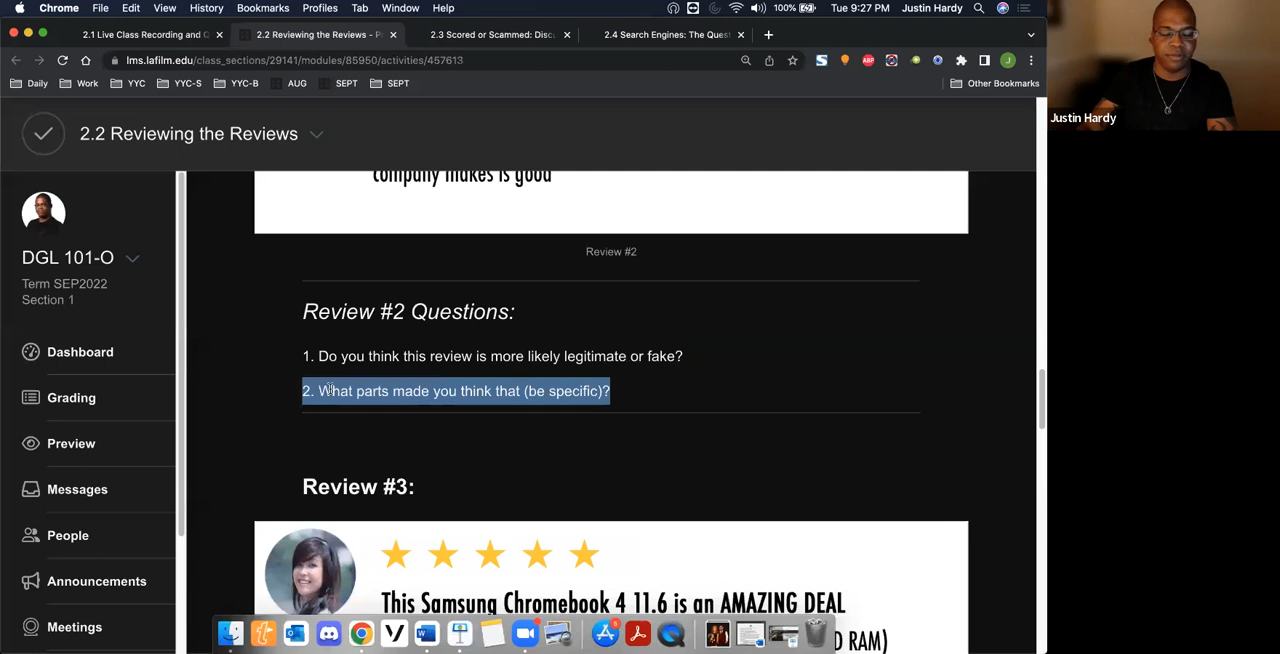 Chrome File Edit View History Bookmarks Profiles Tab Window Help 100% Tue 9:27 PM Justin Hardy
2.1 Live Class Recording and Q 2.2 Reviewing the Reviews - P 2.3 Scored or Scammed: Discu 2.4 Search Engines: The Quest
lms.lafilm.edu/class_sections/29141/modules/85950/activities/457613
Daily Work YYC YYC-S YYC-B AUG SEPT SEPT Other Bookmarks
Justin Hardy
2.2 Reviewing the Reviews
company makes is good
Review #2
DGL 101-O
Term SEP2022
Section 1
Dashboard
Grading
Preview
Messages
People
Announcements
Meetings
Review #2 Questions:
1. Do you think this review is more likely legitimate or fake?
2. What parts made you think that (be specific)?
Review #3:
This Samsung Chromebook 4 11.6 is an AMAZING DEAL
D RAM)